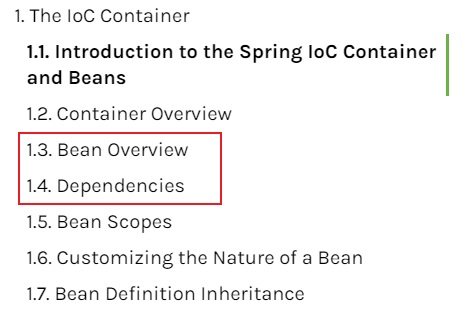 1. The IoC Container
1.1. Introduction to the Spring IoC Container
and Beans
1.2. Container Overview
1.3. Bean Overview
1.4. Dependencies
1.5. Bean Scopes
1.6. Customizing the Nature of a Bean
1.7. Bean Definition Inheritance